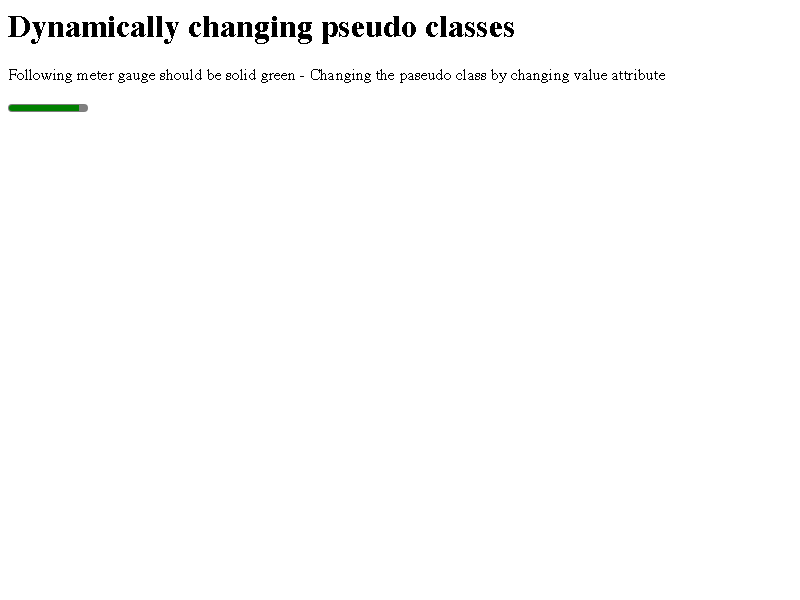 Dynamically changing pseudo classes
Following meter gauge should be solid green - Changing the paseudo class by changing value attribute